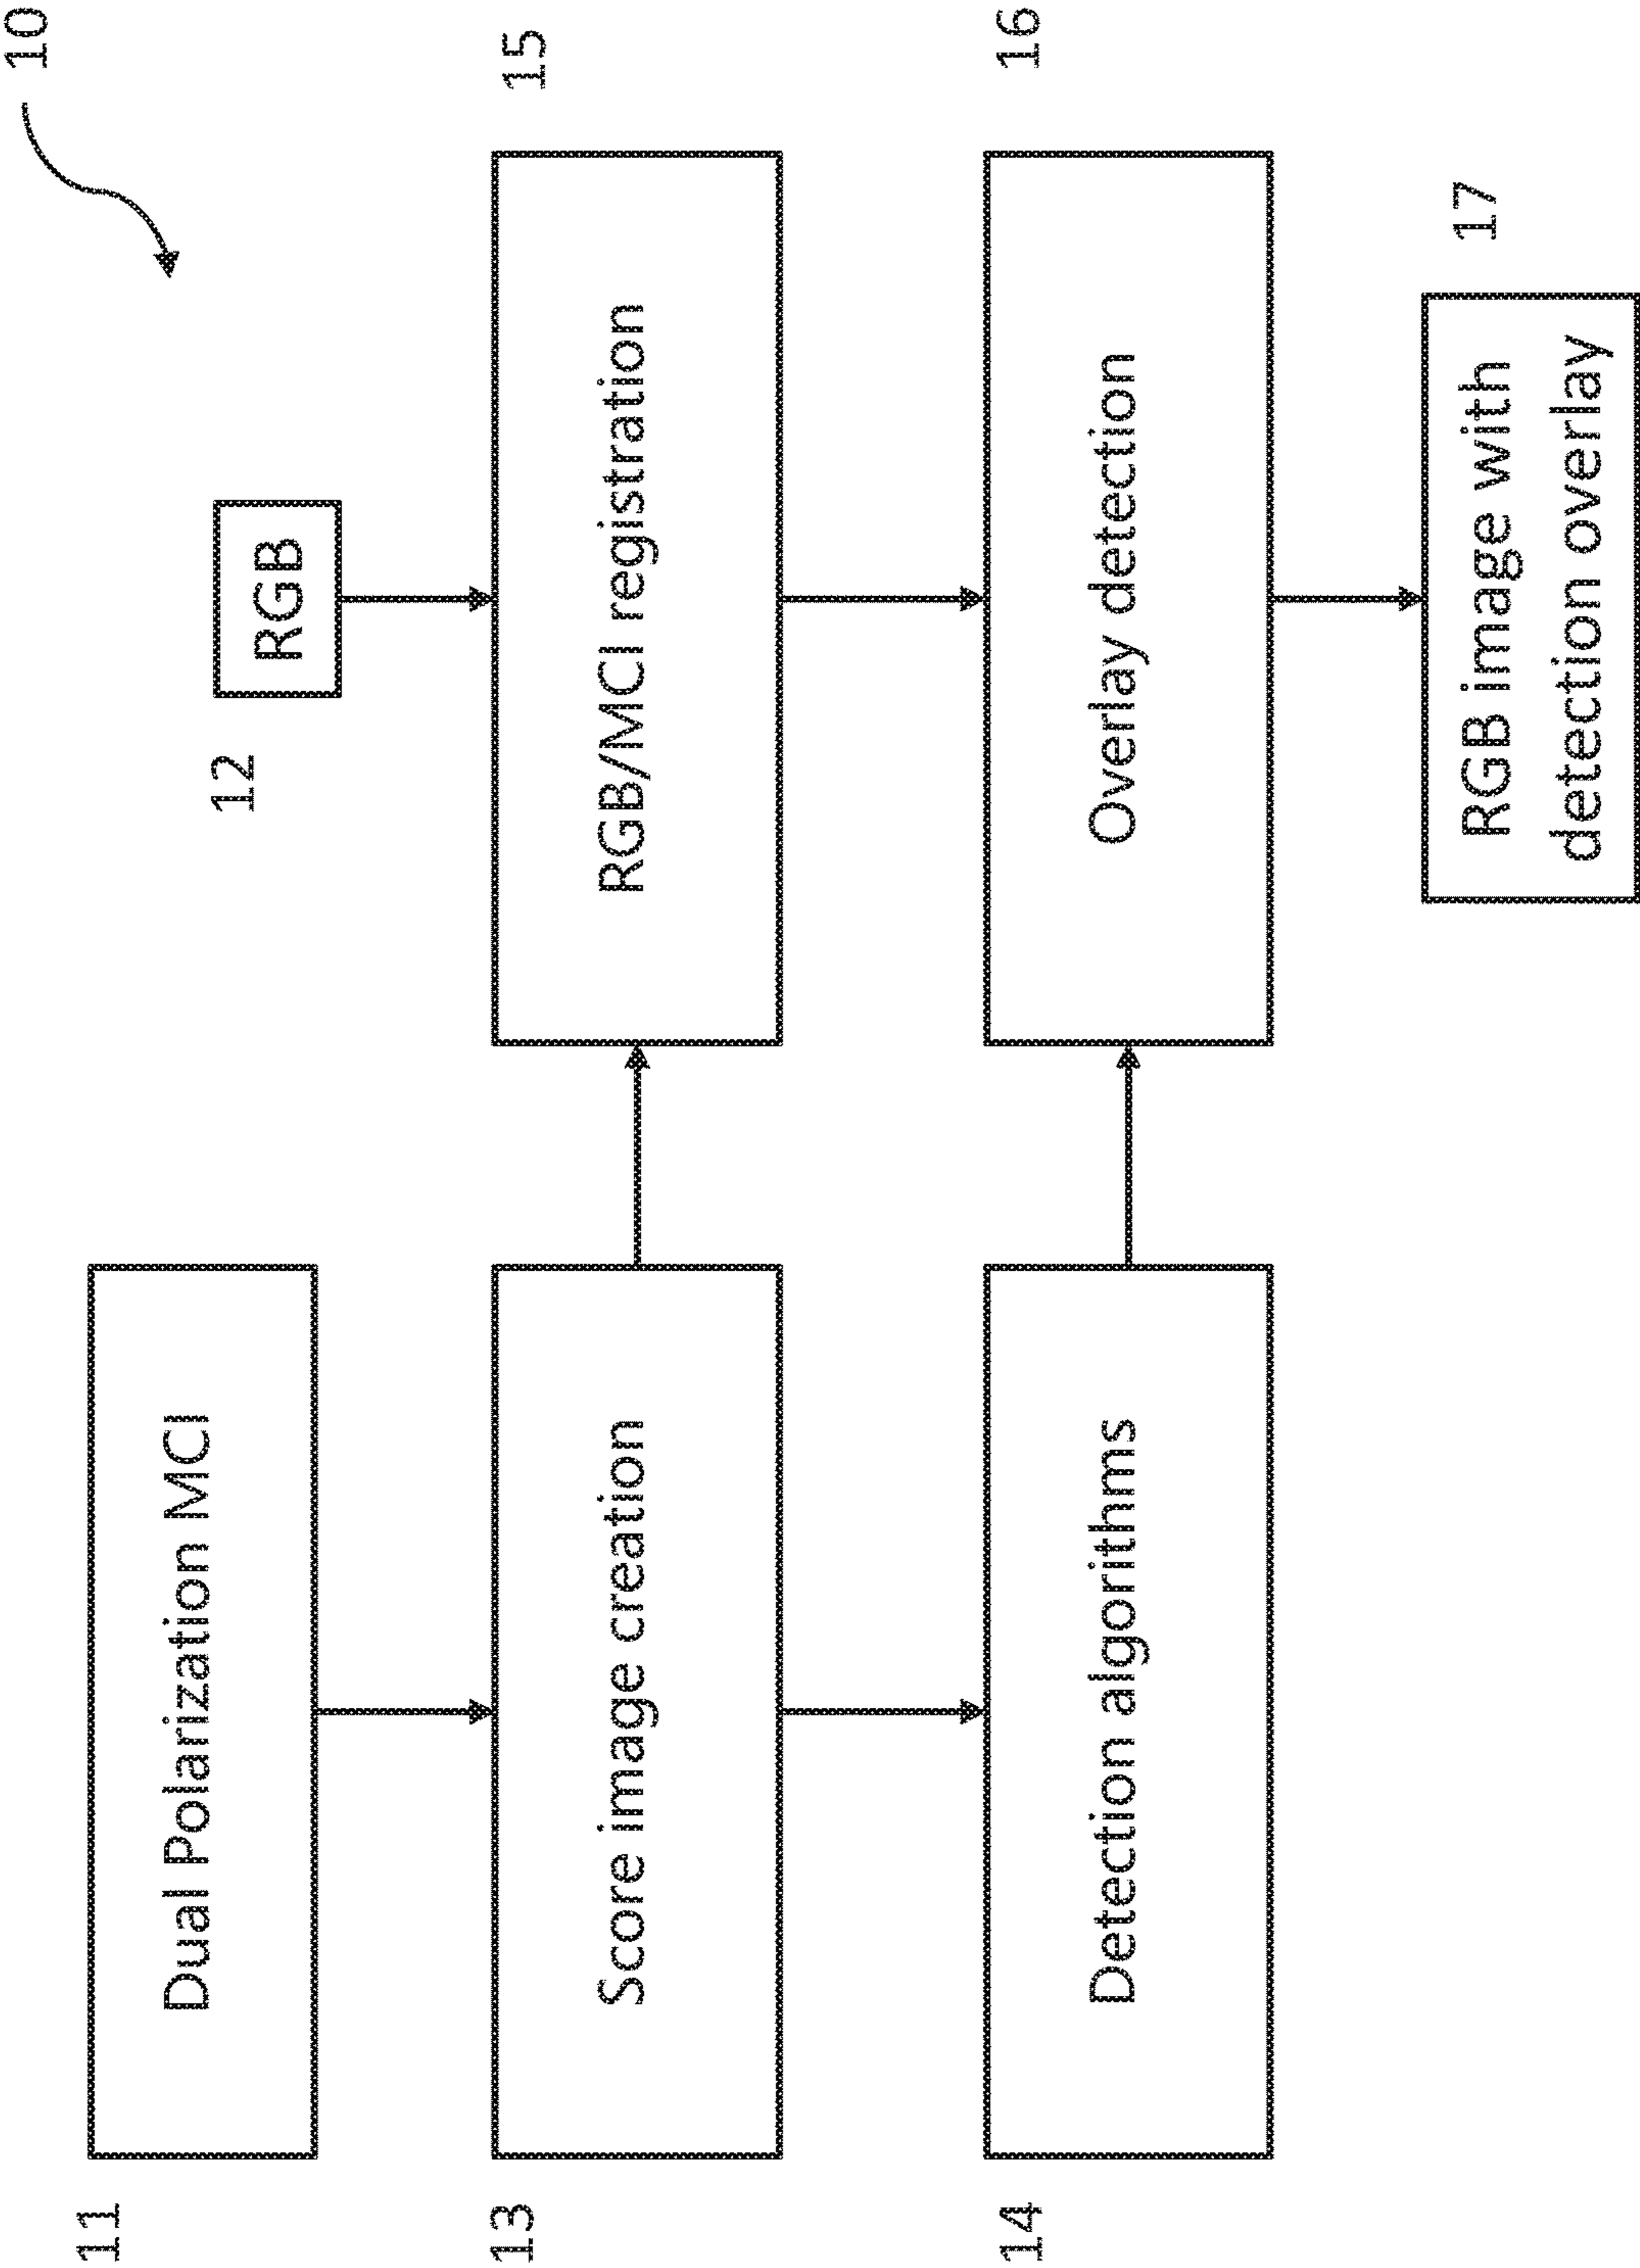 10
11
Dual Polarization MCI
12
RGB
13
Score image creation
15
RGB/MCI registration
14
Detection algorithms
16
Overlay detection
17
RGB image with
detection overlay